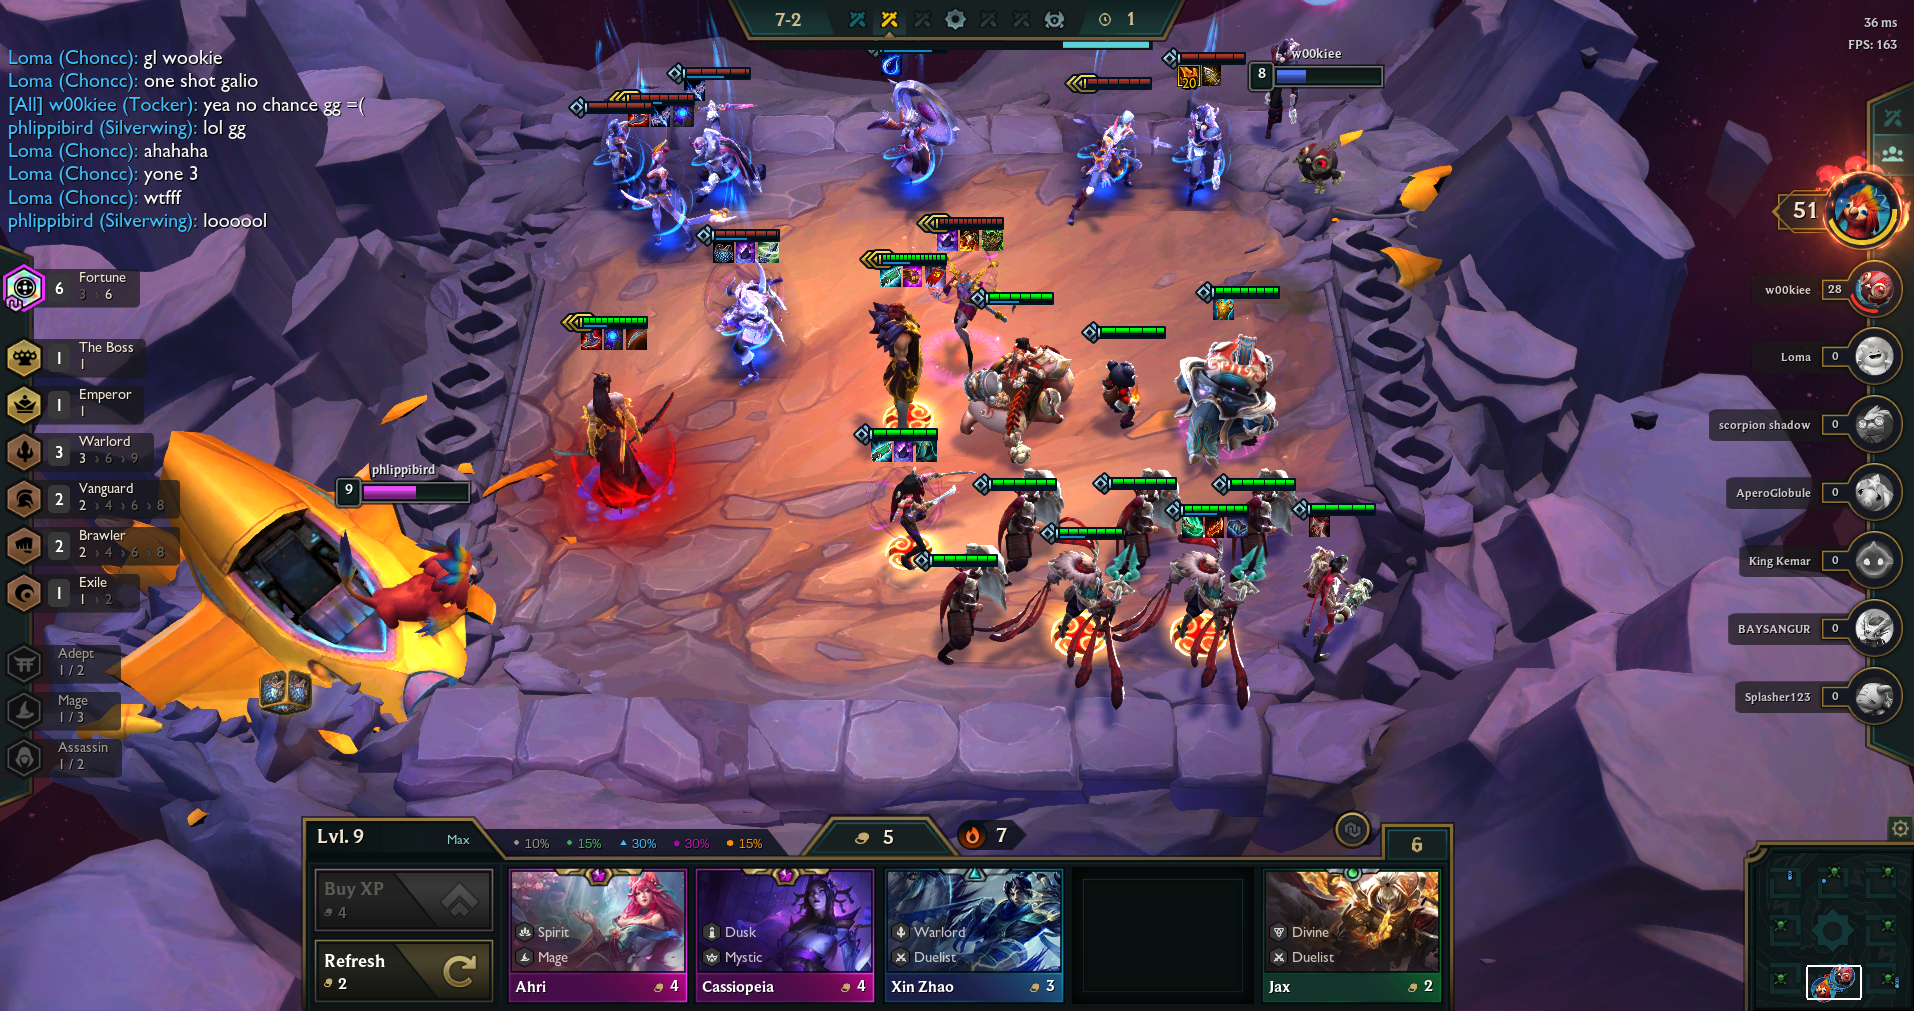 7-2
1
36 ms
FPS: 163
Loma (Choncc): gl wookie
Loma (Choncc): one shot galio
[All] w00kiee (Tocker): yea no chance gg =(
phlippibird (Silverwing): lol gg
Loma (Choncc): ahahaha
Loma (Choncc): yone 3
Loma (Choncc): wtfff
phlippibird (Silverwing): loooool
w00kiee
8
20
51
6 Fortune
3 › 6
1 The Boss
1
1 Emperor
1
3 Warlord
3 › 6 › 9
2 Vanguard
2 › 4 › 6 › 8
2 Brawler
2 › 4 › 6 › 8
1 Exile
1 › 2
Adept
1 / 2
Mage
1 / 3
Assassin
1 / 2
phlippibird
9
w00kiee 28
Loma 0
scorpion shadow 0
AperoGlobule 0
King Kemar 0
BAYSANGUR 0
Splasher123 0
Lvl. 9
Max
10% 15% 30% 30% 15%
5
7
6
Buy XP
4
Refresh
2
Spirit
Mage
Ahri 4
Dusk
Mystic
Cassiopeia 4
Warlord
Duelist
Xin Zhao 3
Divine
Duelist
Jax 2